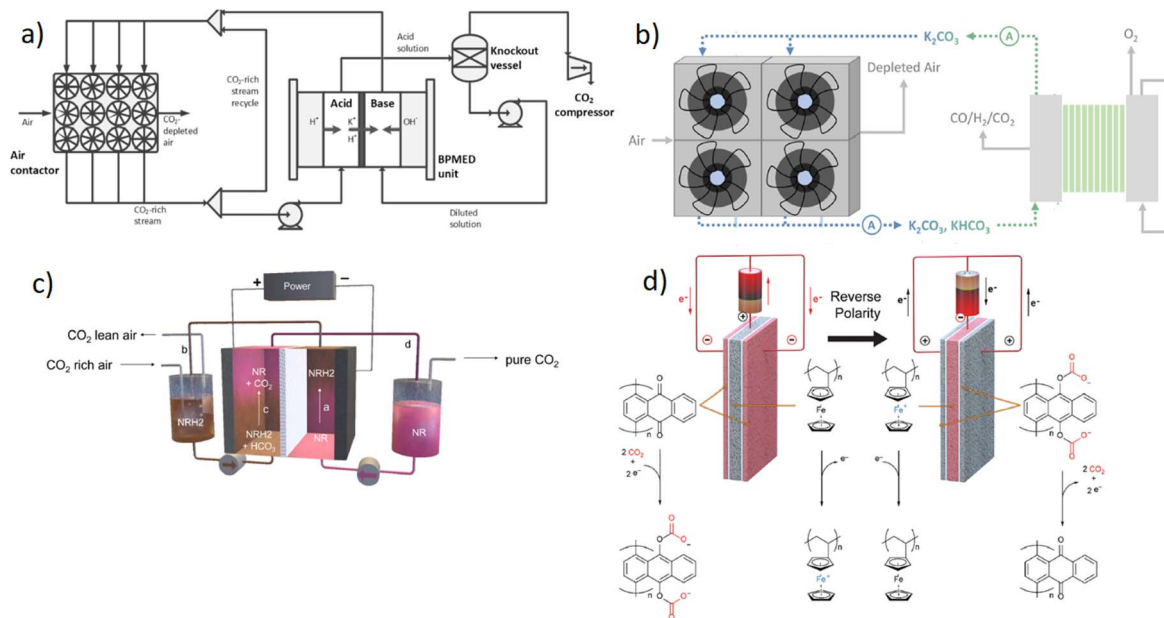 a)
Air
Air
contactor
CO₂-
depleted
air
CO₂-rich
stream
CO₂-rich
stream
recycle
Acid
solution
Acid
Base
H⁺
K⁺
H⁺
OH⁻
BPMED
unit
Diluted
solution
Knockout
vessel
CO₂
compressor
b)
K₂CO₃
A
O₂
Depleted Air
CO/H₂/CO₂
Air
A
K₂CO₃, KHCO₃
c)
+
Power
−
CO₂ lean air
CO₂ rich air
b
d
pure CO₂
NR
+ CO₂
NRH2
c
a
NRH2
NRH2
+ HCO₃
NR
NR
d)
e⁻
e⁻
+
−
−
Reverse
Polarity
e⁻
e⁻
e⁻
−
+
+
O
O
n
2 CO₂
+
2 e⁻
n
Fe
e⁻
n
Fe⁺
e⁻
O
O
O⁻
n
O
O⁻
O
2 CO₂
+
2 e⁻
O
O
O⁻
n
O
O⁻
O
n
Fe⁺
n
Fe
O
O
n